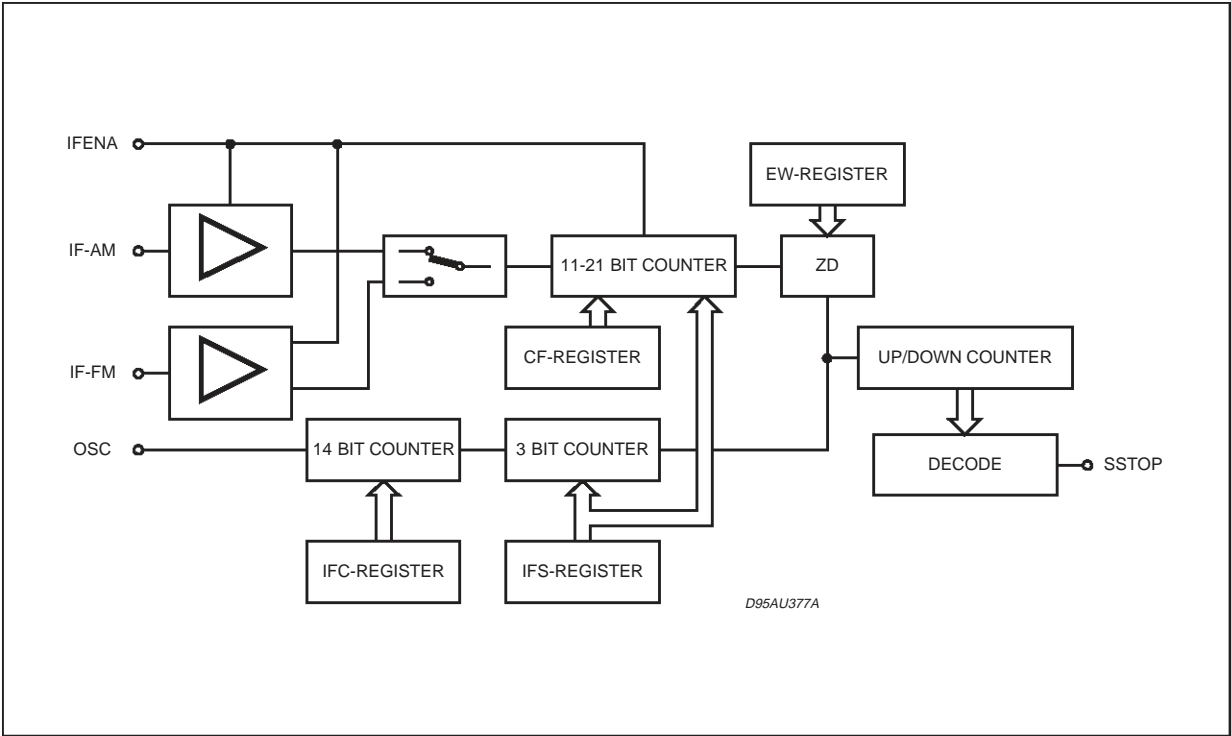 IFENA
EW-REGISTER
IF-AM
11-21 BIT COUNTER
ZD
CF-REGISTER
UP/DOWN COUNTER
IF-FM
OSC
14 BIT COUNTER
3 BIT COUNTER
DECODE
SSTOP
IFC-REGISTER
IFS-REGISTER
D95AU377A